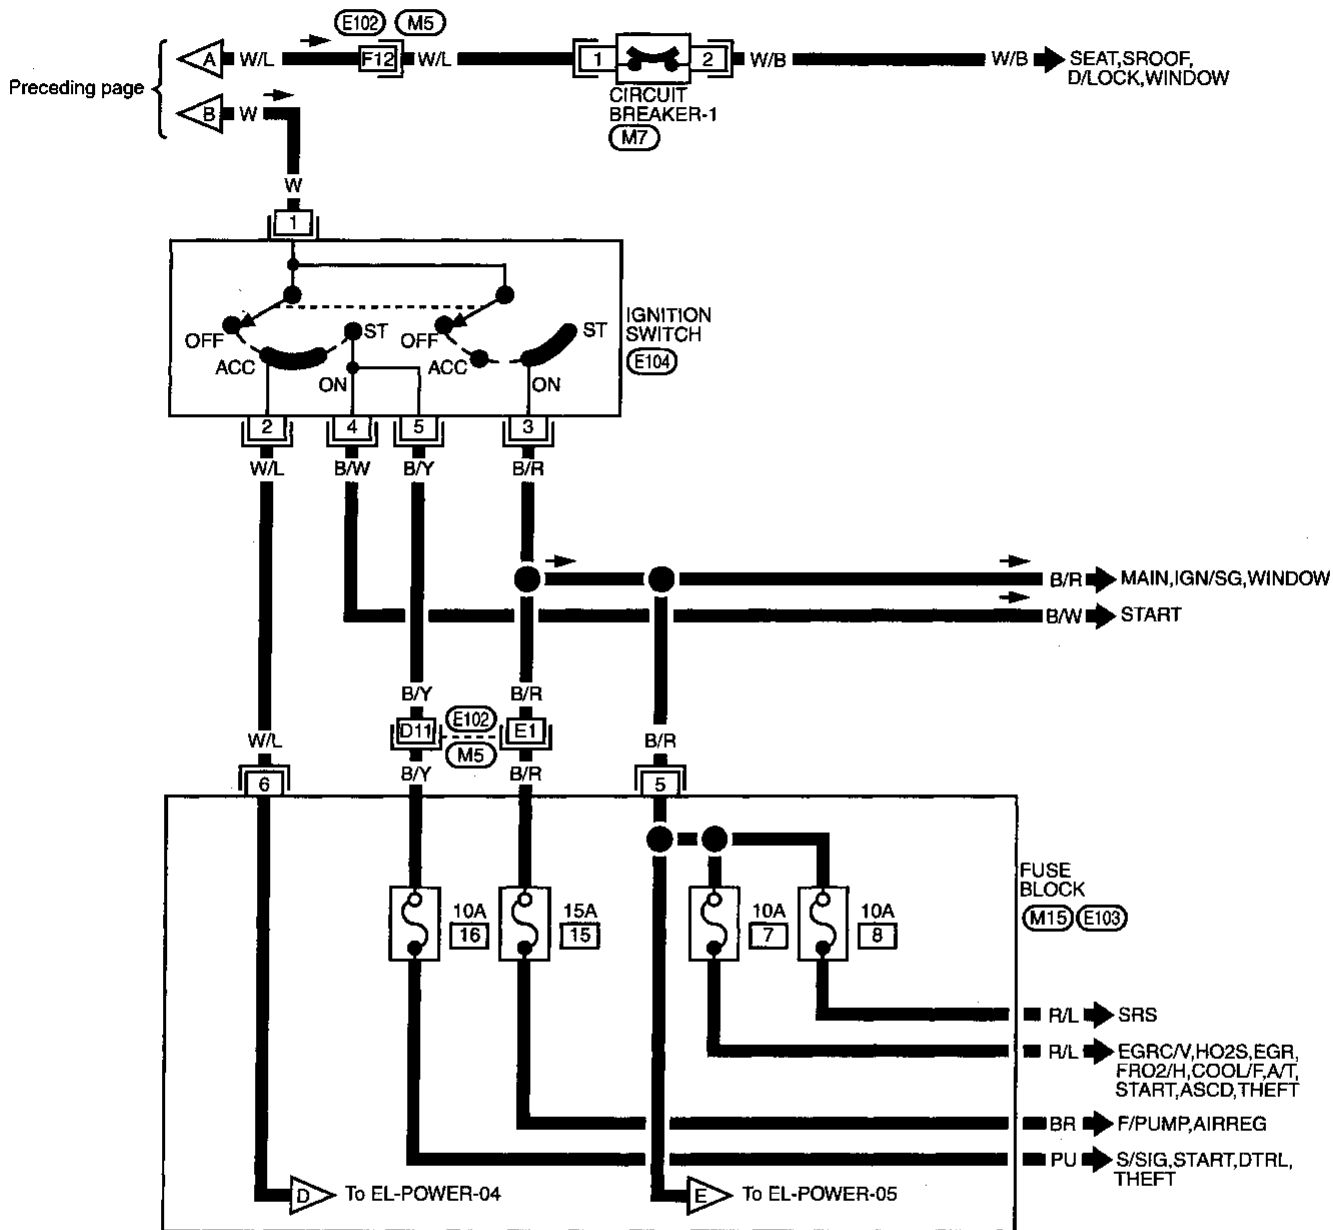 E102 M5
A W/L F12 W/L 1 2 W/B W/B SEAT,SROOF,
D/LOCK,WINDOW
Preceding page
CIRCUIT
BREAKER-1
M7
B W
W
1
IGNITION
SWITCH
E104
OFF ST OFF ST
ACC ACC
ON ON
2 4 5 3
W/L B/W B/Y B/R
B/R MAIN,IGN/SG,WINDOW
B/W START
B/Y B/R
D11 E102 E1
M5
W/L B/R
B/Y B/R
6 5
FUSE
BLOCK
M15 E103
10A 15A 10A 10A
16 15 7 8
R/L SRS
R/L EGRC/V,HO2S,EGR,
FRO2/H,COOL/F,A/T,
START,ASCD,THEFT
BR F/PUMP,AIRREG
PU S/SIG,START,DTRL,
THEFT
D To EL-POWER-04 E To EL-POWER-05